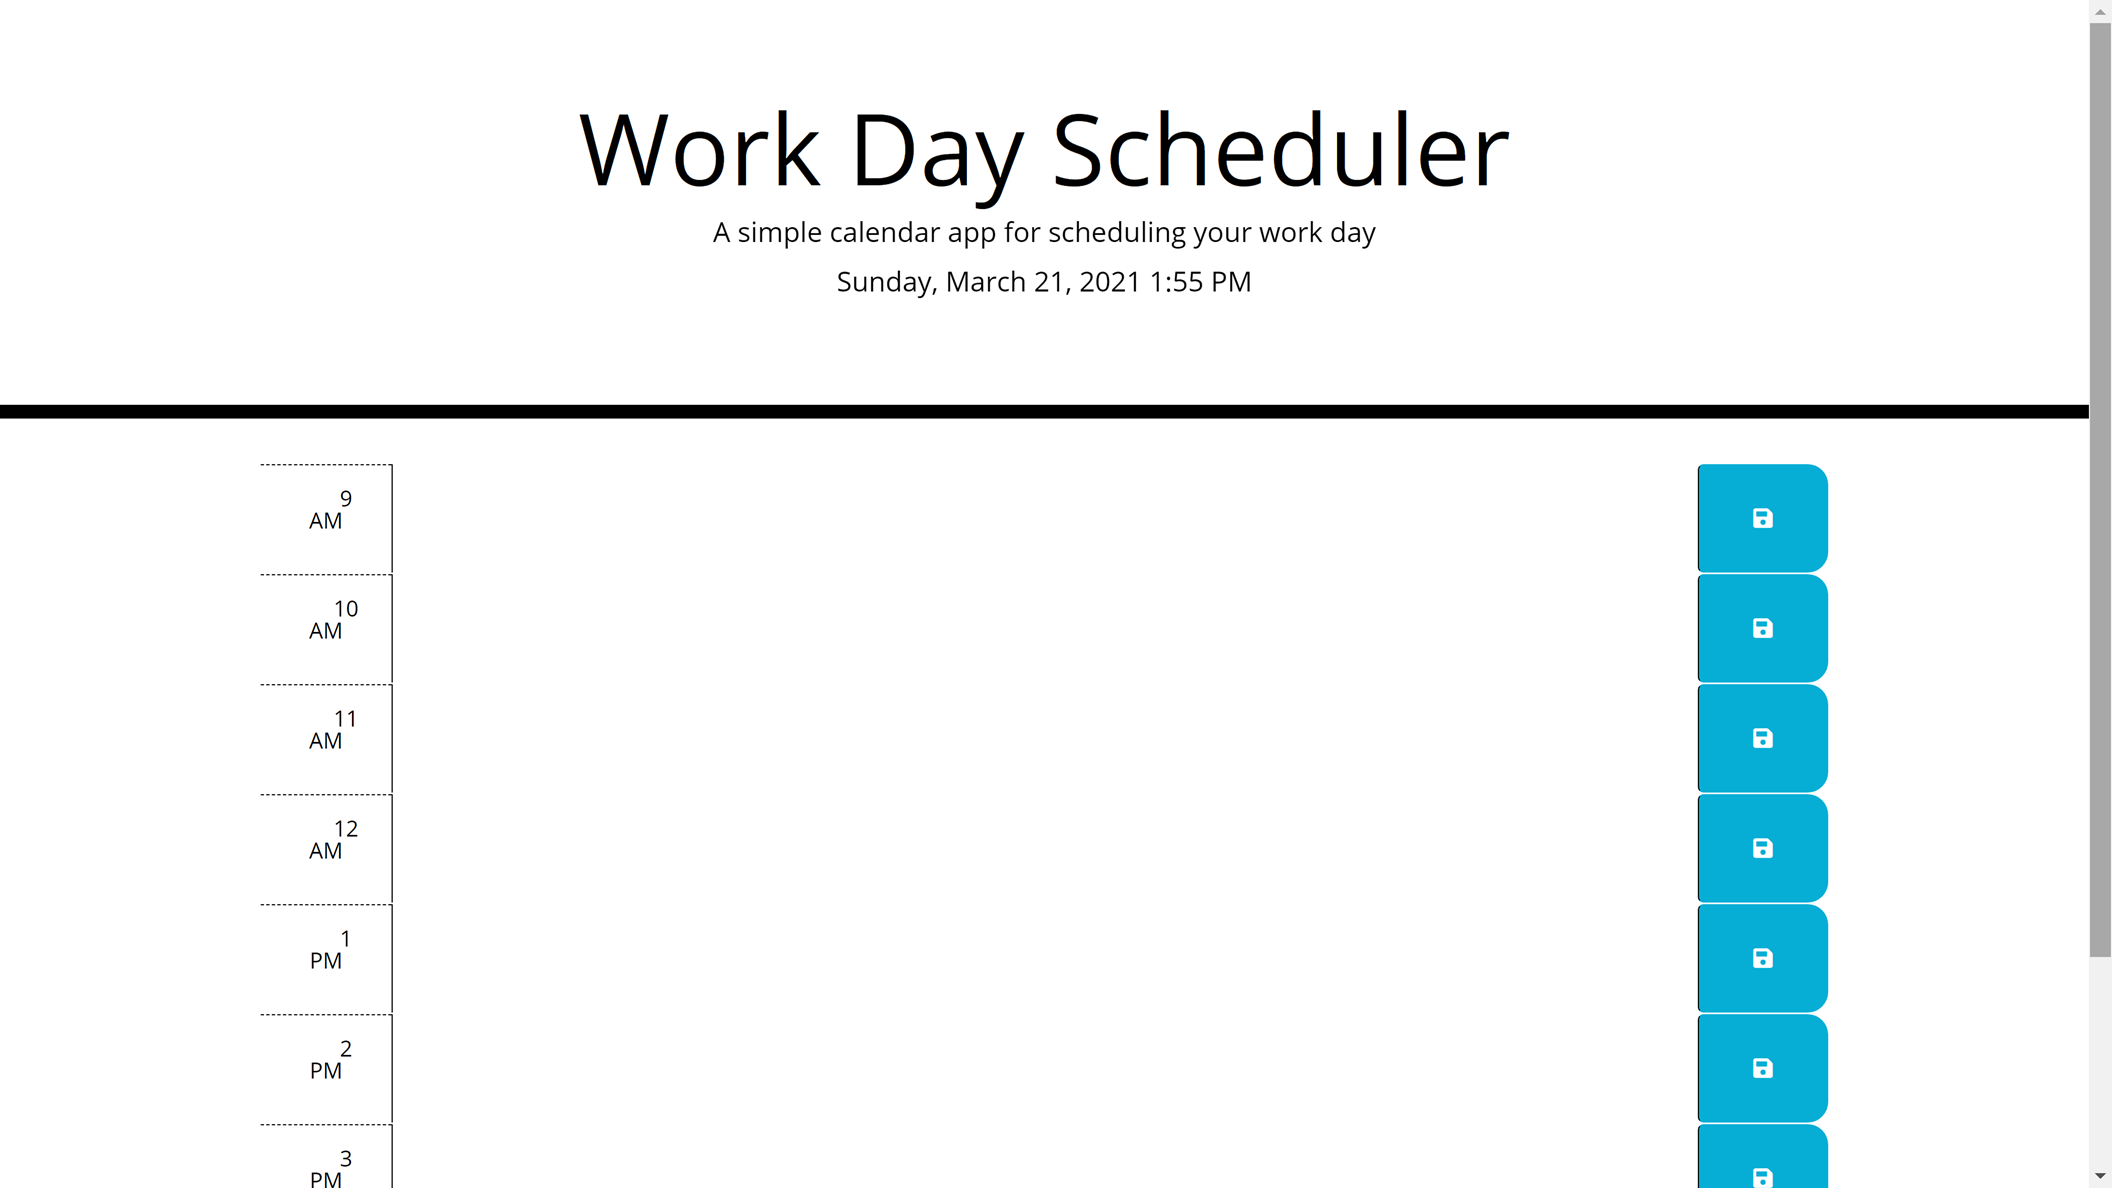 Work Day Scheduler
A simple calendar app for scheduling your work day
Sunday, March 21, 2021 1:55 PM
9
AM
10
AM
11
AM
12
AM
1
PM
2
PM
3
PM